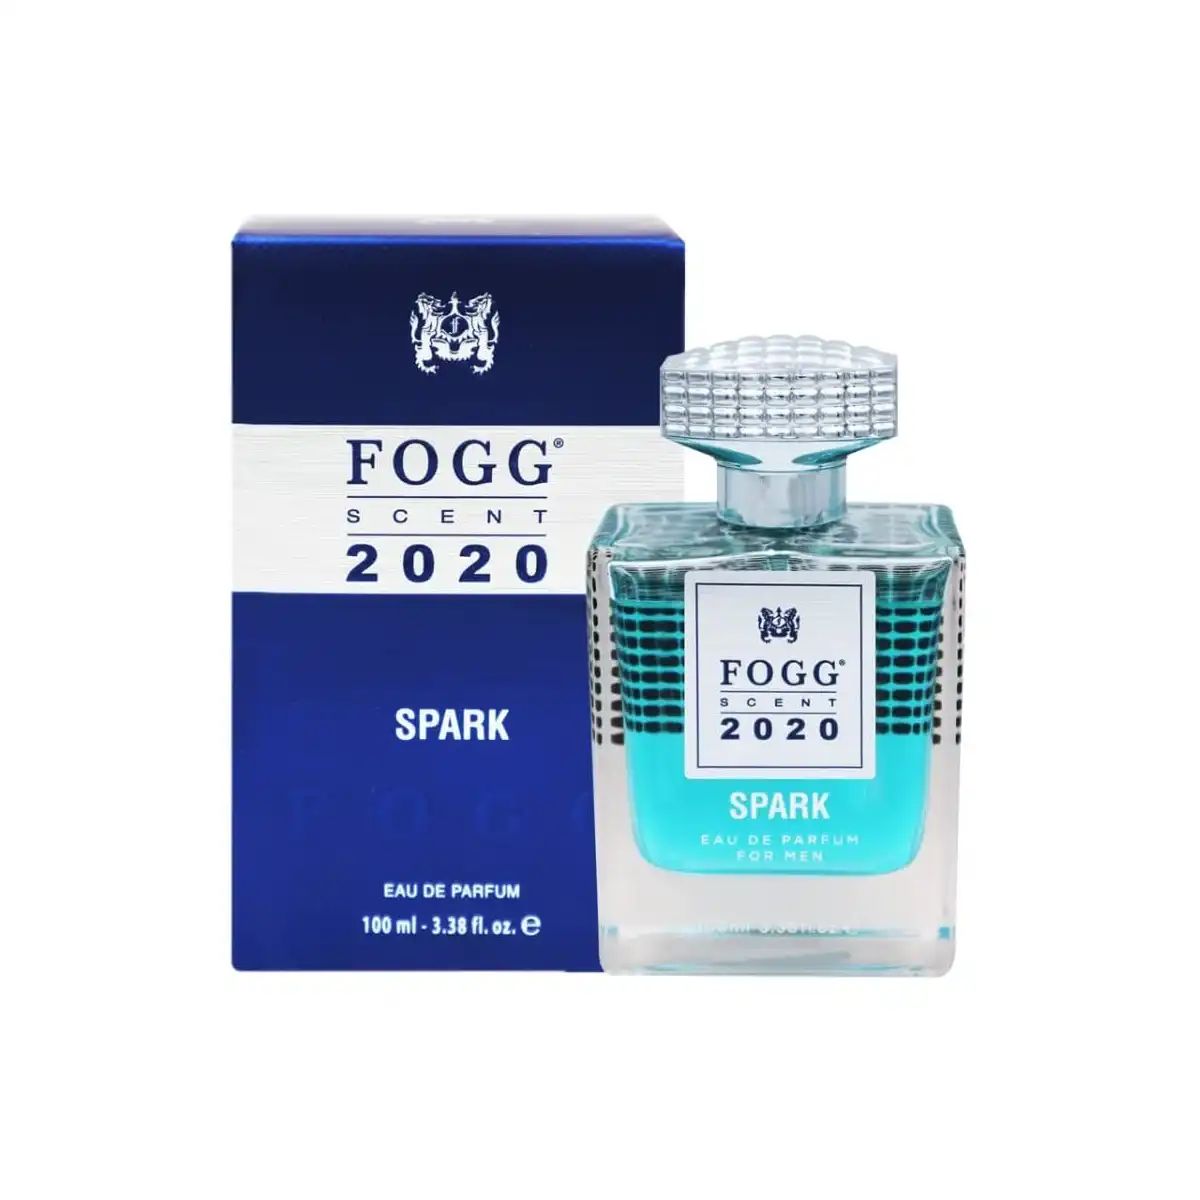 FOGG®
SCENT
2020
SPARK
FOGG
EAU DE PARFUM
100 ml - 3.38 fl. oz. ℮
FOGG®
SCENT
2020
SPARK
EAU DE PARFUM
FOR MEN